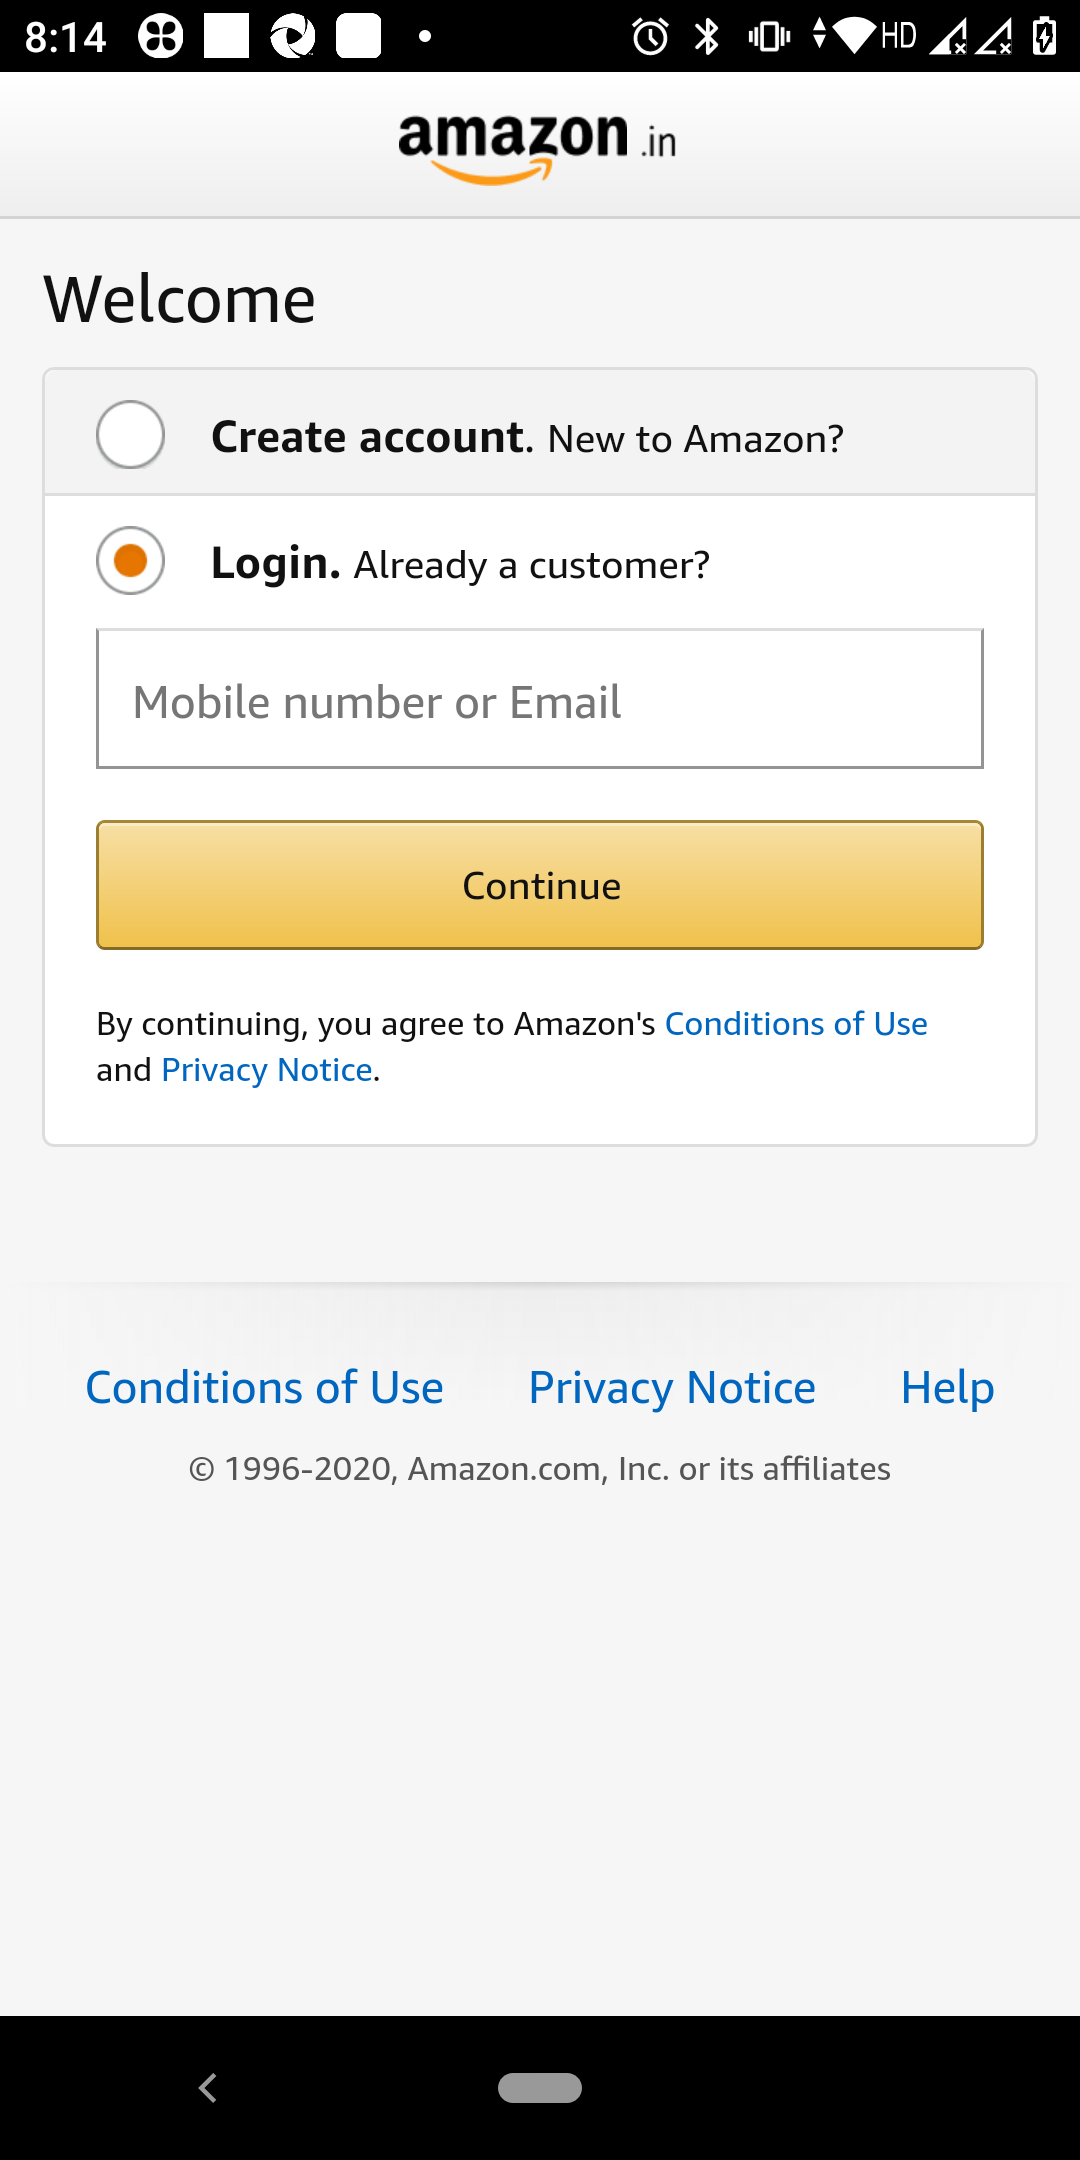 8:14 HD
amazon.in
Welcome
Create account. New to Amazon?
Login. Already a customer?
Mobile number or Email
Continue
By continuing, you agree to Amazon's Conditions of Use
and Privacy Notice.
Conditions of Use Privacy Notice Help
© 1996-2020, Amazon.com, Inc. or its affiliates